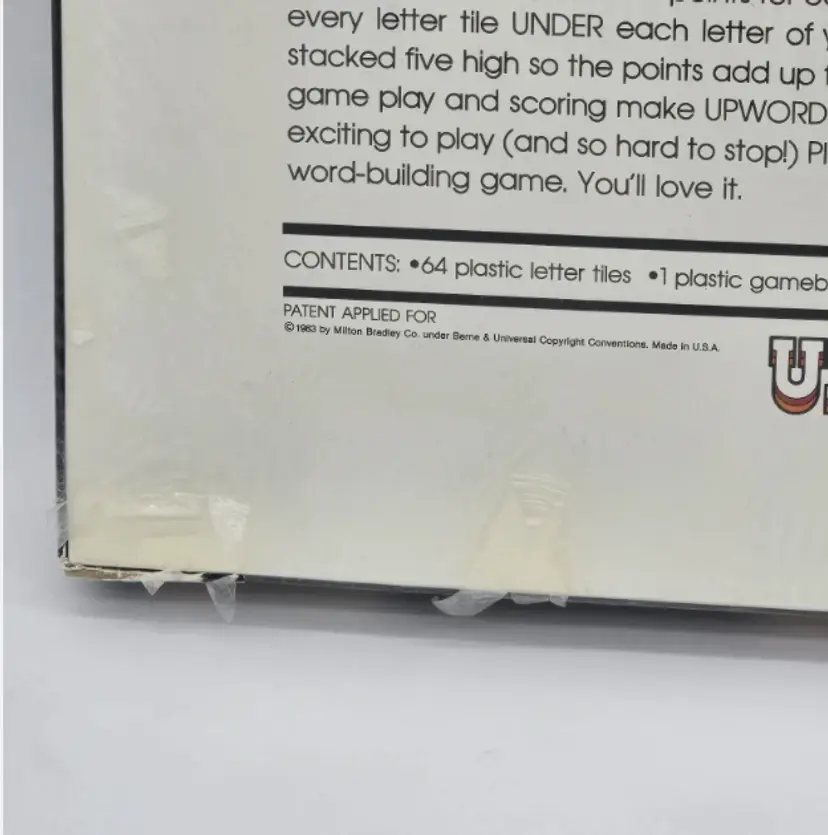 every letter tile UNDER each letter of
stacked five high so the points add up
game play and scoring make UPWORD
exciting to play (and so hard to stop!)
word-building game. You'll love it.
CONTENTS: •64 plastic letter tiles •1 plastic gameb
PATENT APPLIED FOR
©1983 by Milton Bradley Co. under Berne & Universal Copyright Conventions. Made in U.S.A.
U